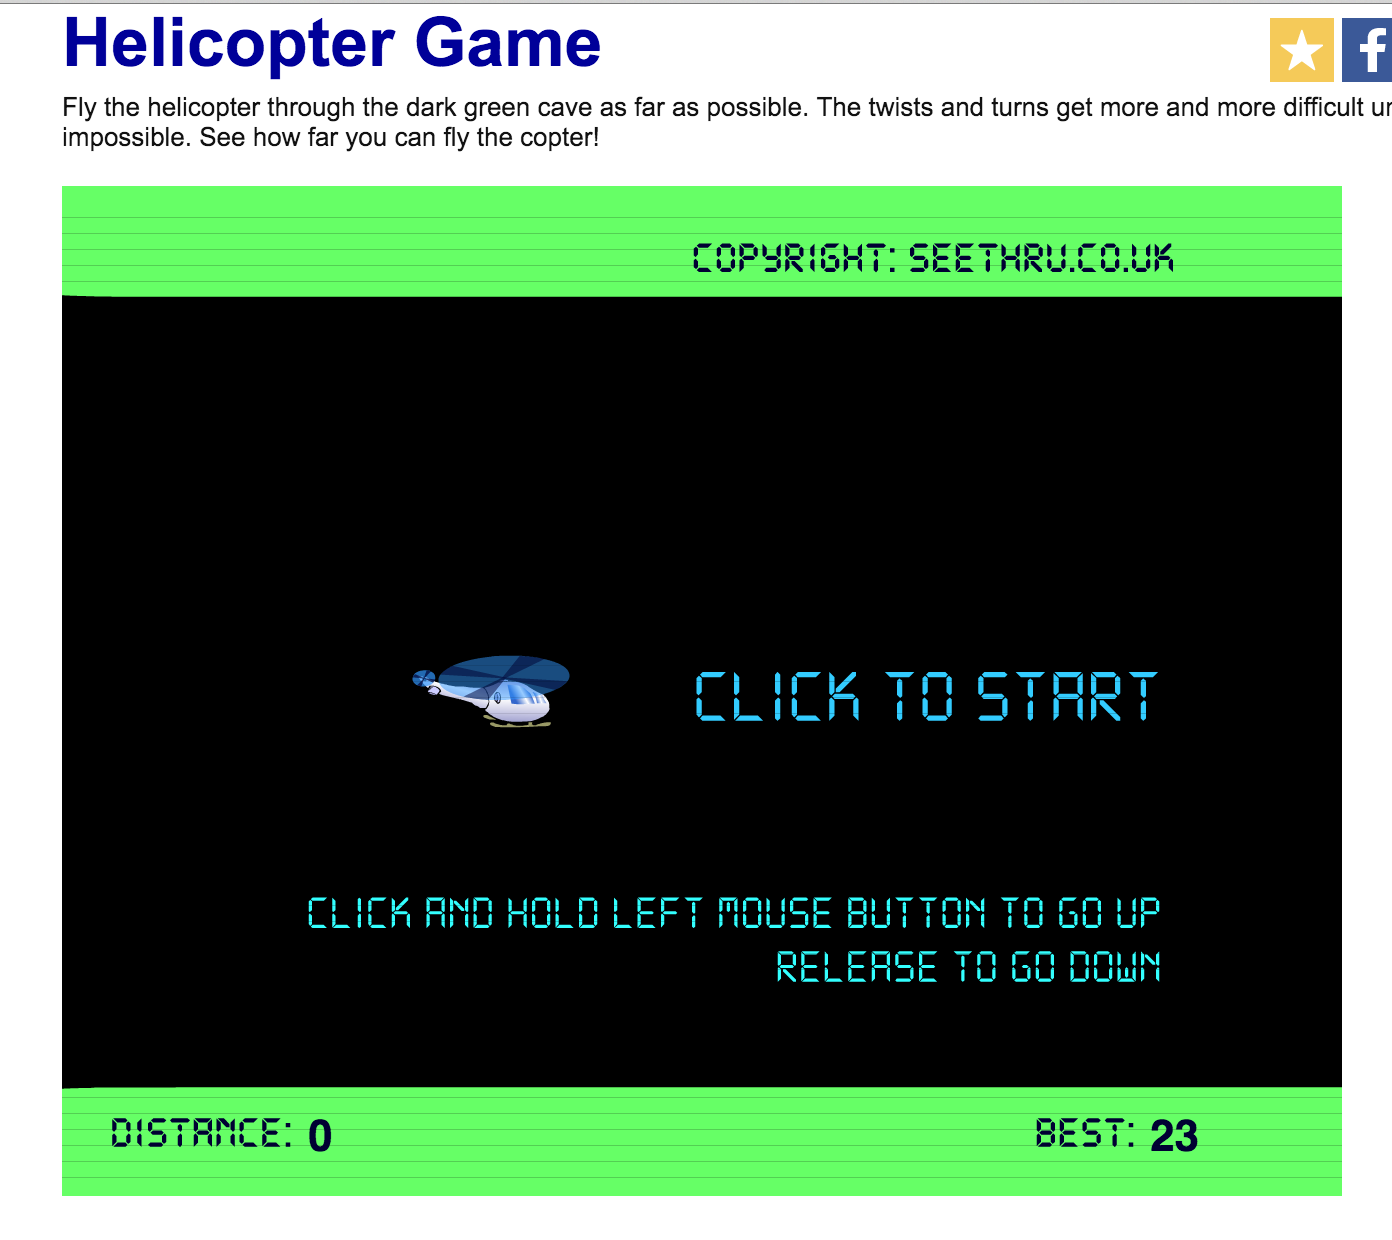 Helicopter Game
Fly the helicopter through the dark green cave as far as possible. The twists and turns get more and more difficult
impossible. See how far you can fly the copter!
COPYRIGHT: SEETHRU.CO.UK
CLICK TO START
CLICK AND HOLD LEFT MOUSE BUTTON TO GO UP
RELEASE TO GO DOWN
DISTANCE: 0
BEST: 23